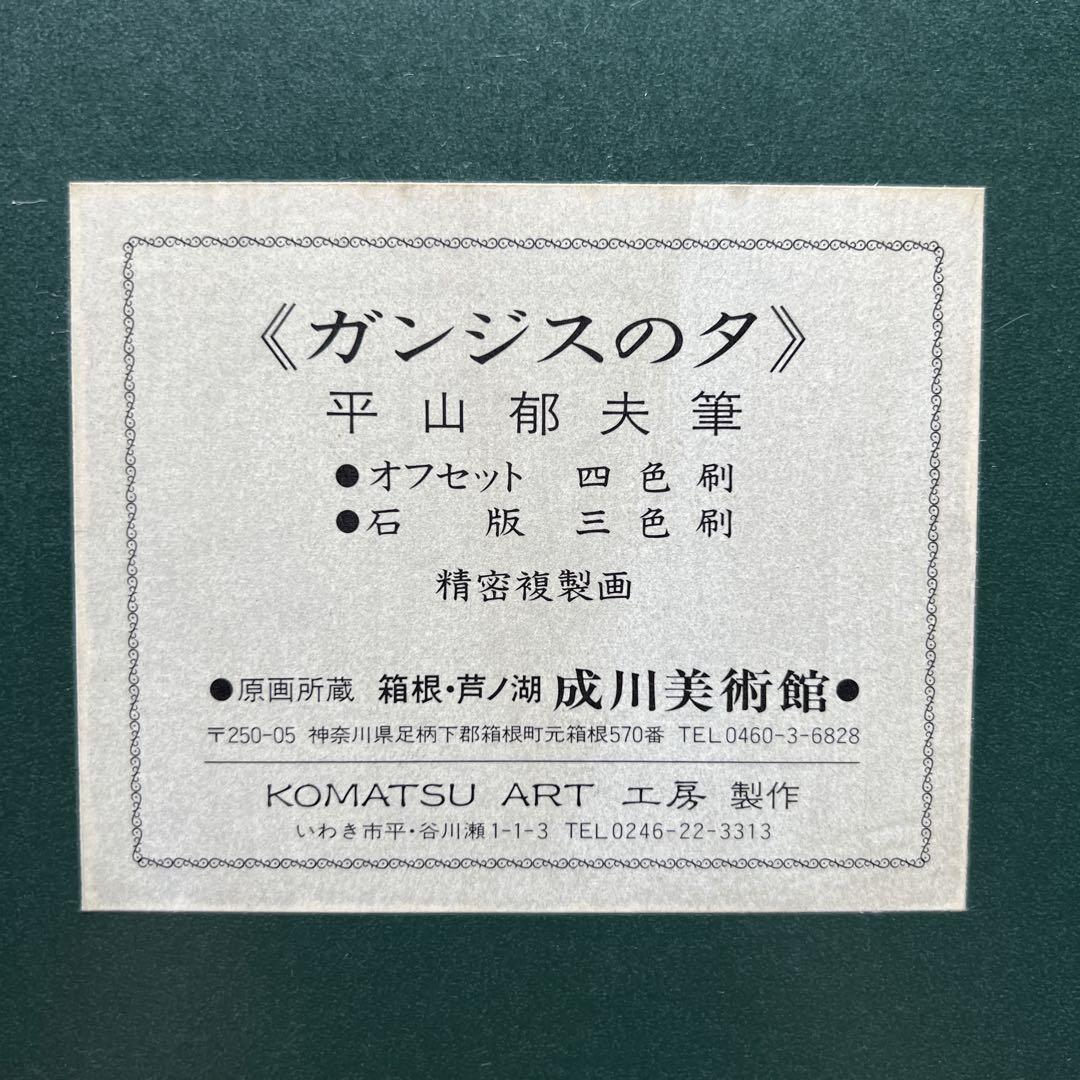 《ガンジスの夕》
平山郁夫筆
●オフセット 四色刷
●石版 三色刷
精密複製画
●原画所蔵 箱根・芦ノ湖 成川美術館●
〒250-05 神奈川県足柄下郡箱根町元箱根570番 TEL0460-3-6828
KOMATSU ART 工房 製作
いわき市平・谷川瀬1-1-3 TEL0246-22-3313